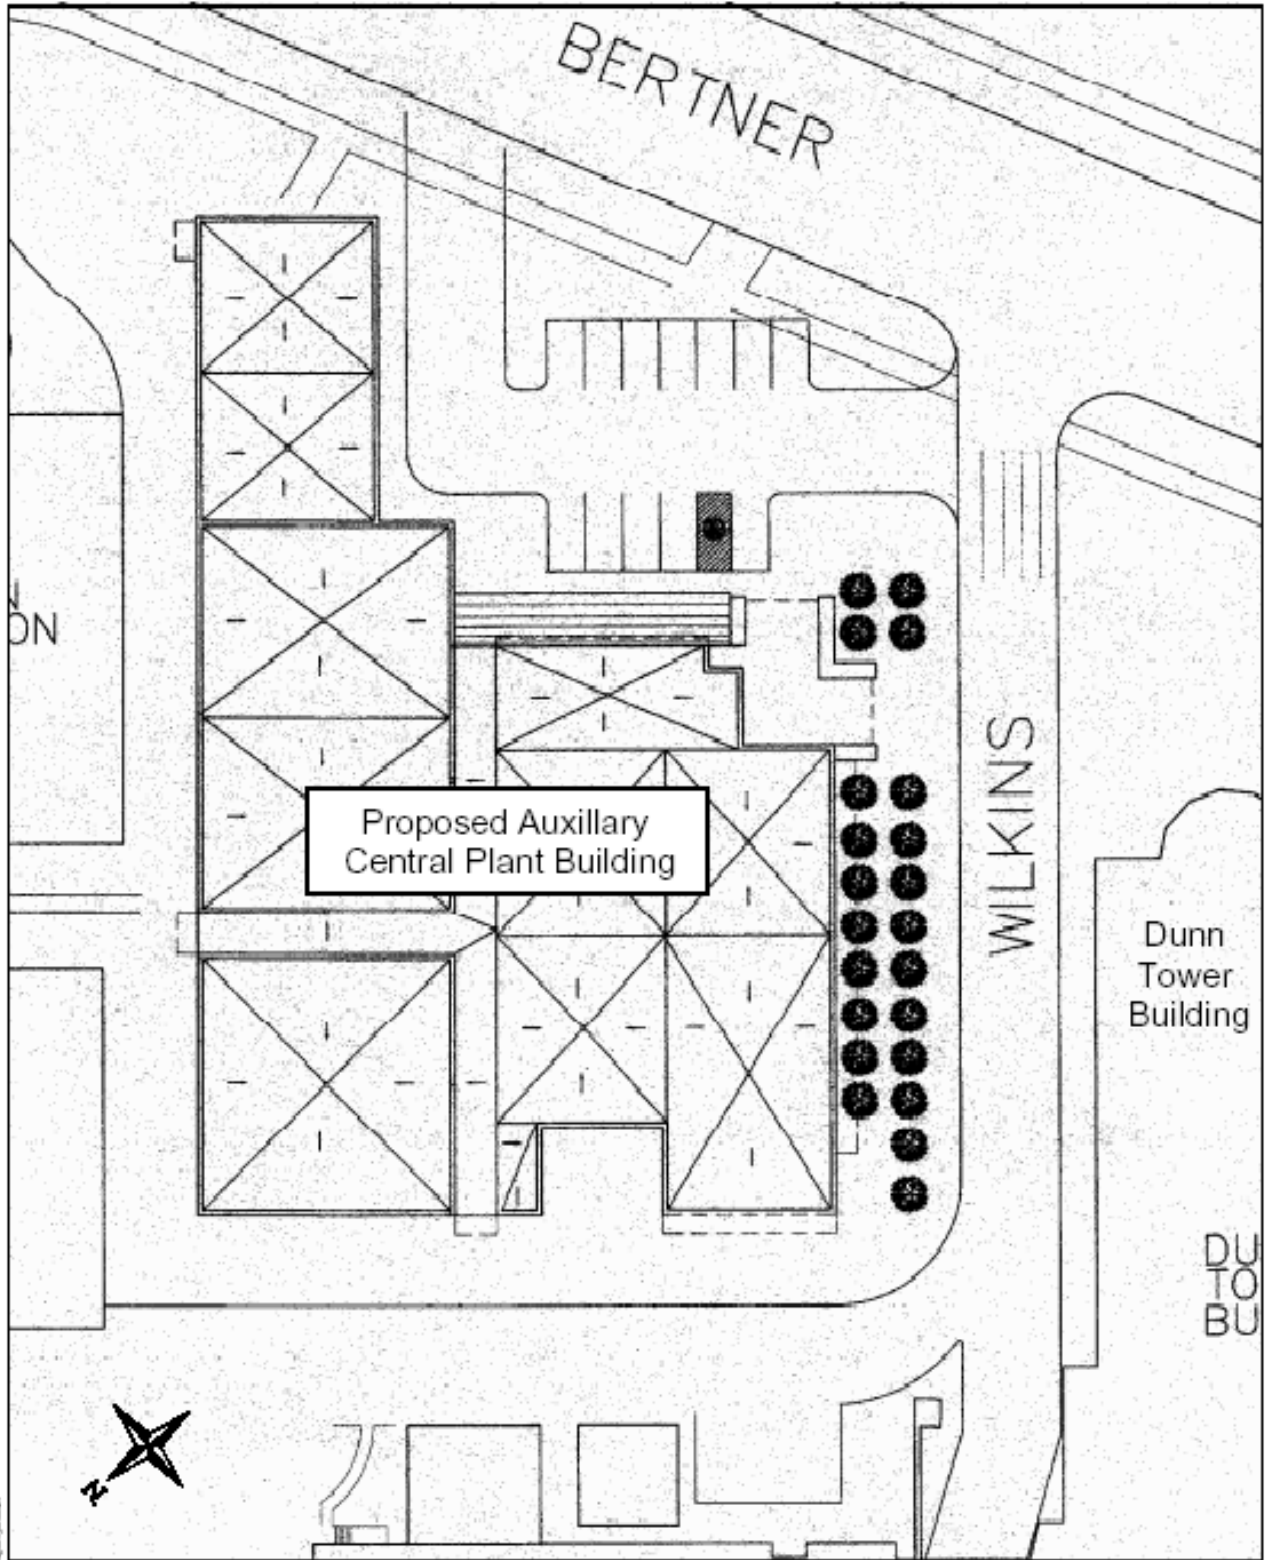 BERTNER
N
ON
Proposed Auxillary
Central Plant Building
WILKINS
Dunn
Tower
Building
DU
TO
BU
N